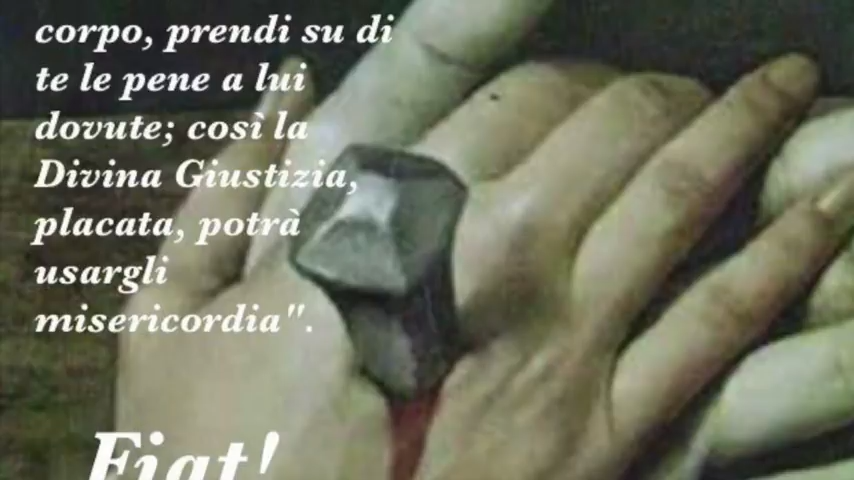 corpo, prendi su di
te le pene a lui
dovute; così la
Divina Giustizia,
placata, potrà
usargli
misericordia".
Fiat!